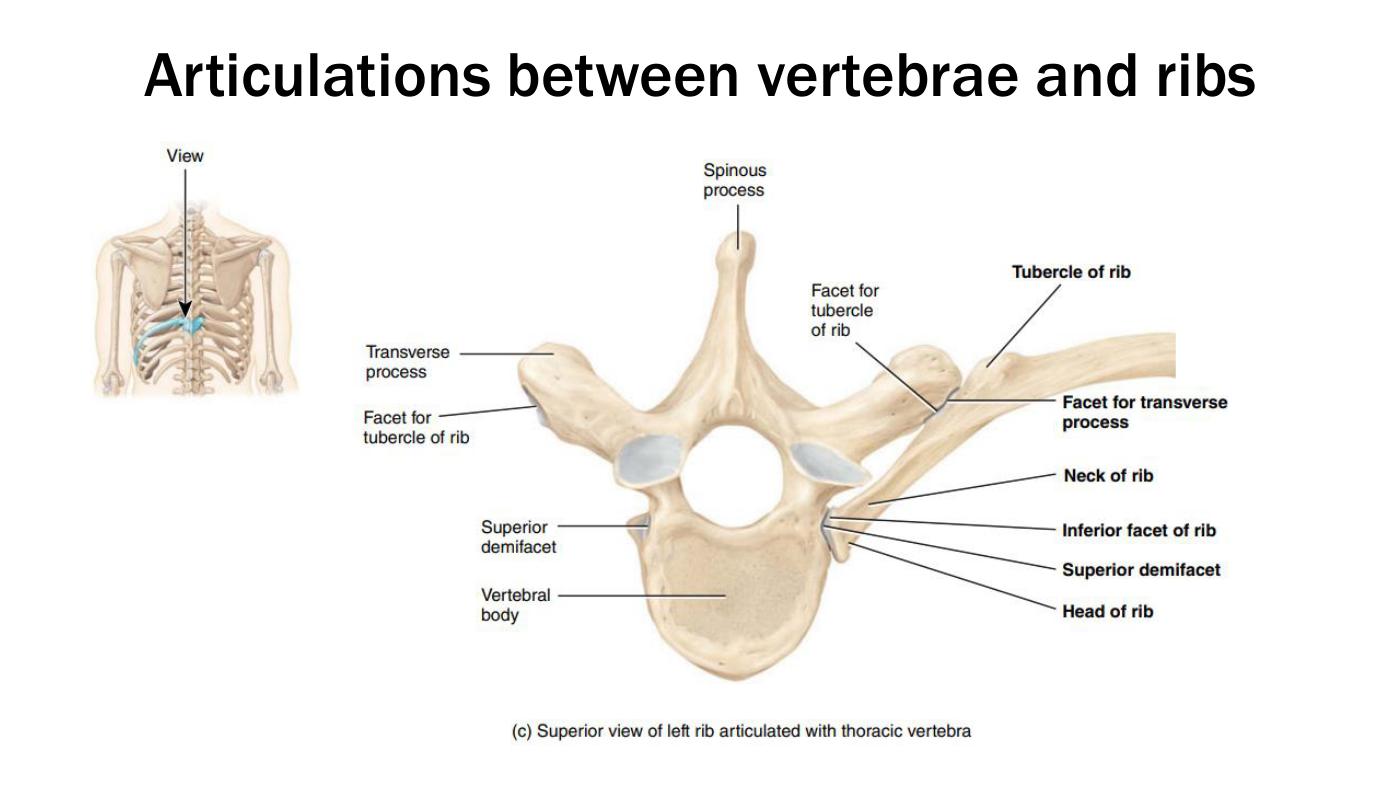 Articulations between vertebrae and ribs
View
Spinous
process
Tubercle of rib
Facet for
tubercle
of rib
Transverse
process
Facet for
tubercle of rib
Facet for transverse
process
Neck of rib
Superior
demifacet
Inferior facet of rib
Superior demifacet
Vertebral
body
Head of rib
(c) Superior view of left rib articulated with thoracic vertebra